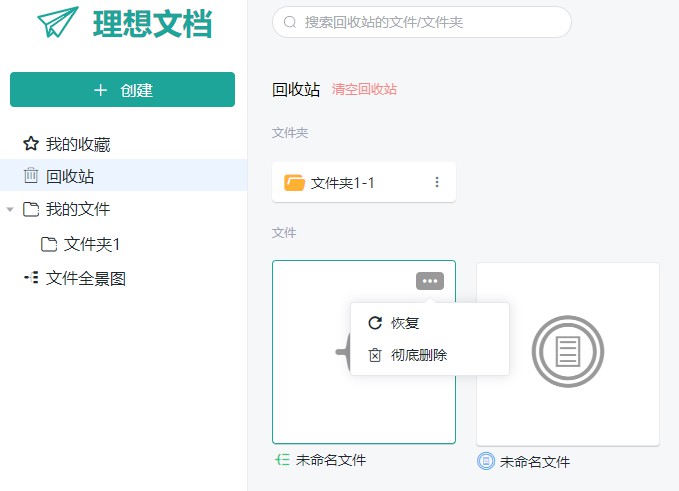 理想文档
创建
我的收藏
回收站
我的文件
文件夹1
文件全景图
搜索回收站的文件/文件夹
回收站 清空回收站
文件夹
文件夹1-1
文件
恢复
彻底删除
未命名文件
未命名文件